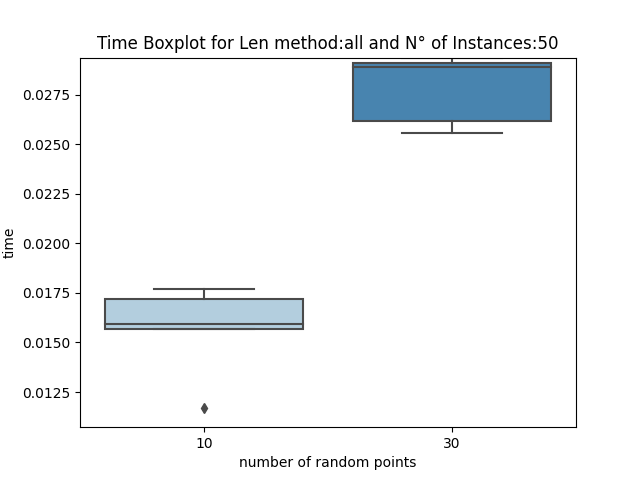 Time Boxplot for Len method:all and N° of Instances:50
0.0275
0.0250
0.0225
0.0200
0.0175
0.0150
0.0125
time
10 30
number of random points